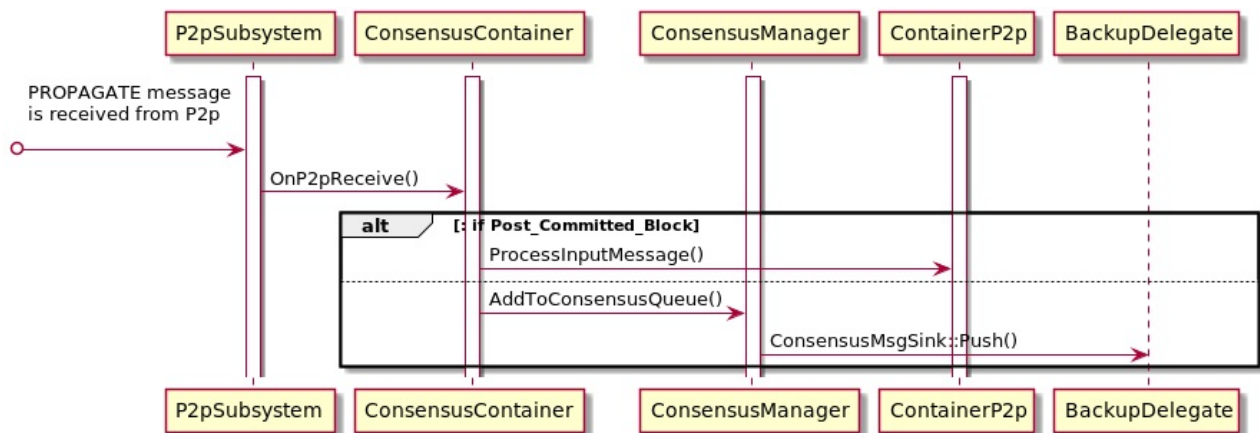 P2pSubsystem
ConsensusContainer
ConsensusManager
ContainerP2p
BackupDelegate
PROPAGATE message
is received from P2p
OnP2pReceive()
alt
[: if Post_Committed_Block]
ProcessInputMessage()
AddToConsensusQueue()
ConsensusMsgSink::Push()
P2pSubsystem
ConsensusContainer
ConsensusManager
ContainerP2p
BackupDelegate